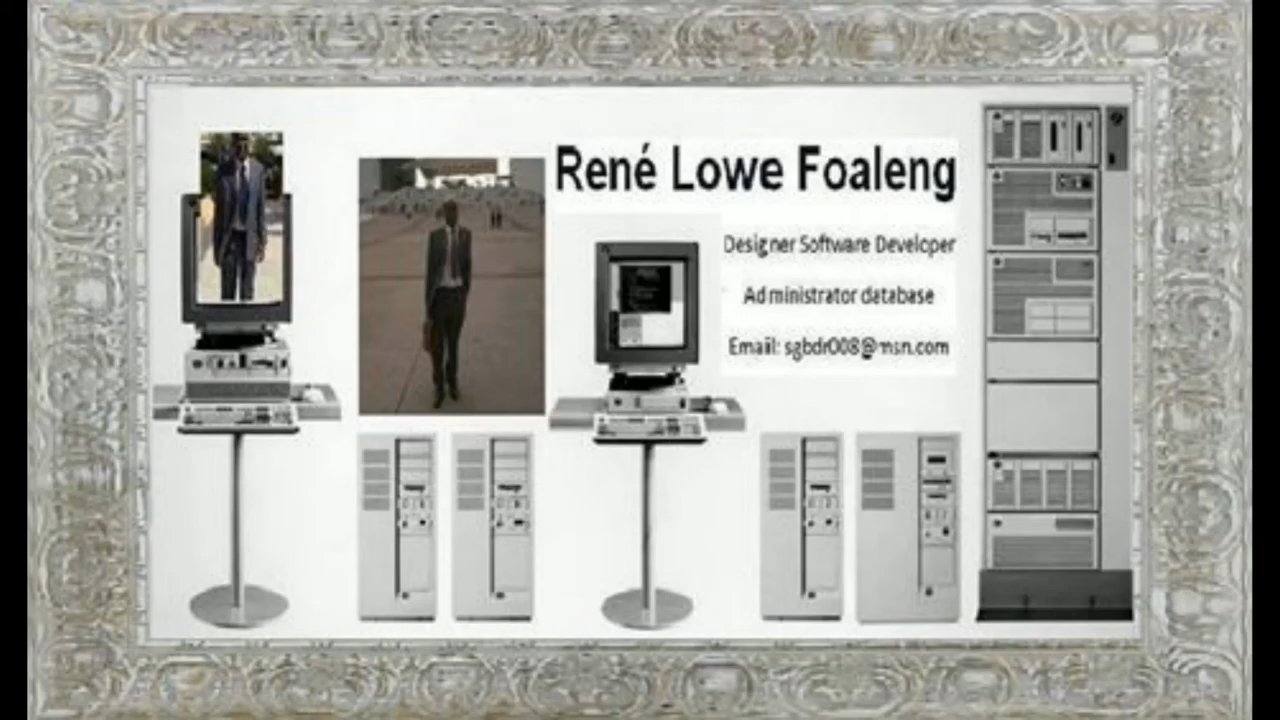 René Lowe Foaleng
Designer Software Developer
Administrator database
Email: sgbdr008@msn.com